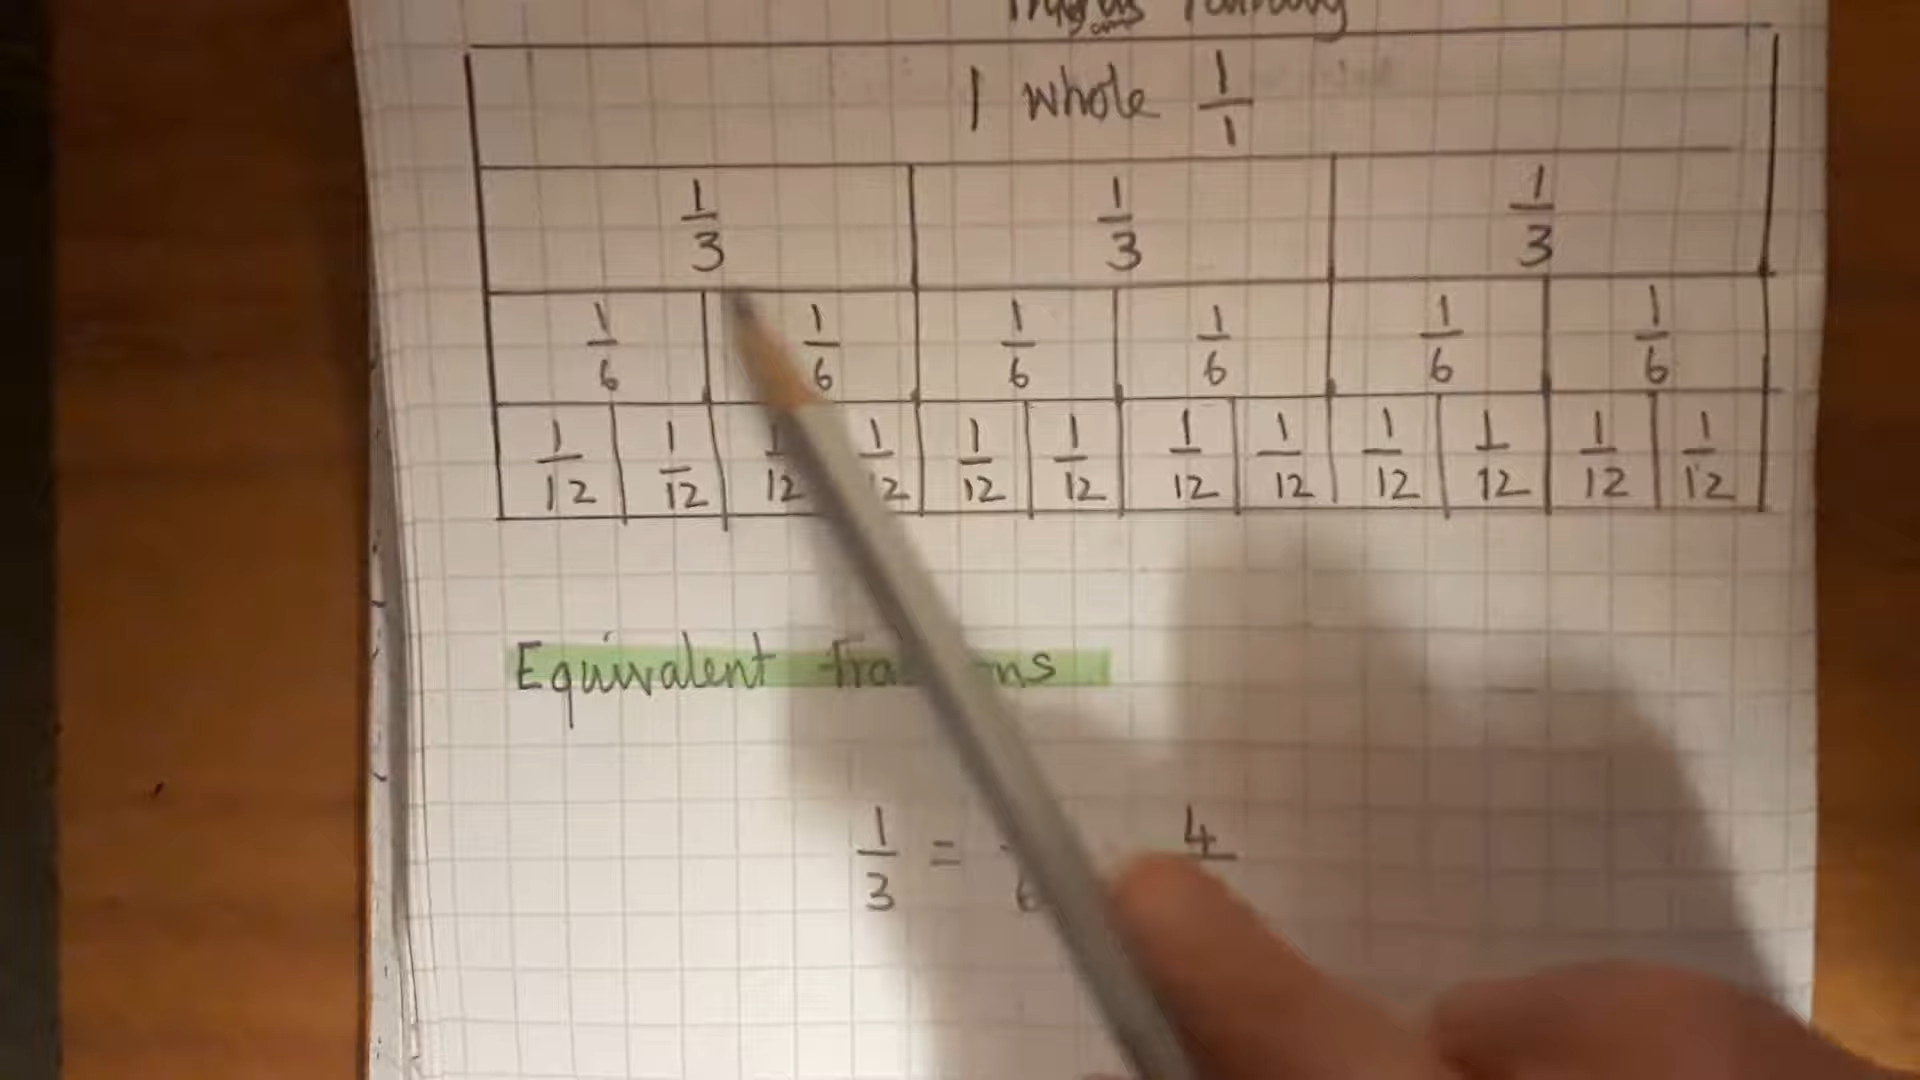 1 whole 1/1
1/3 1/3 1/3
1/6 1/6 1/6 1/6 1/6 1/6
1/12 1/12 1/12 1/12 1/12 1/12 1/12 1/12 1/12 1/12 1/12
Equivalent
1/3 = 4